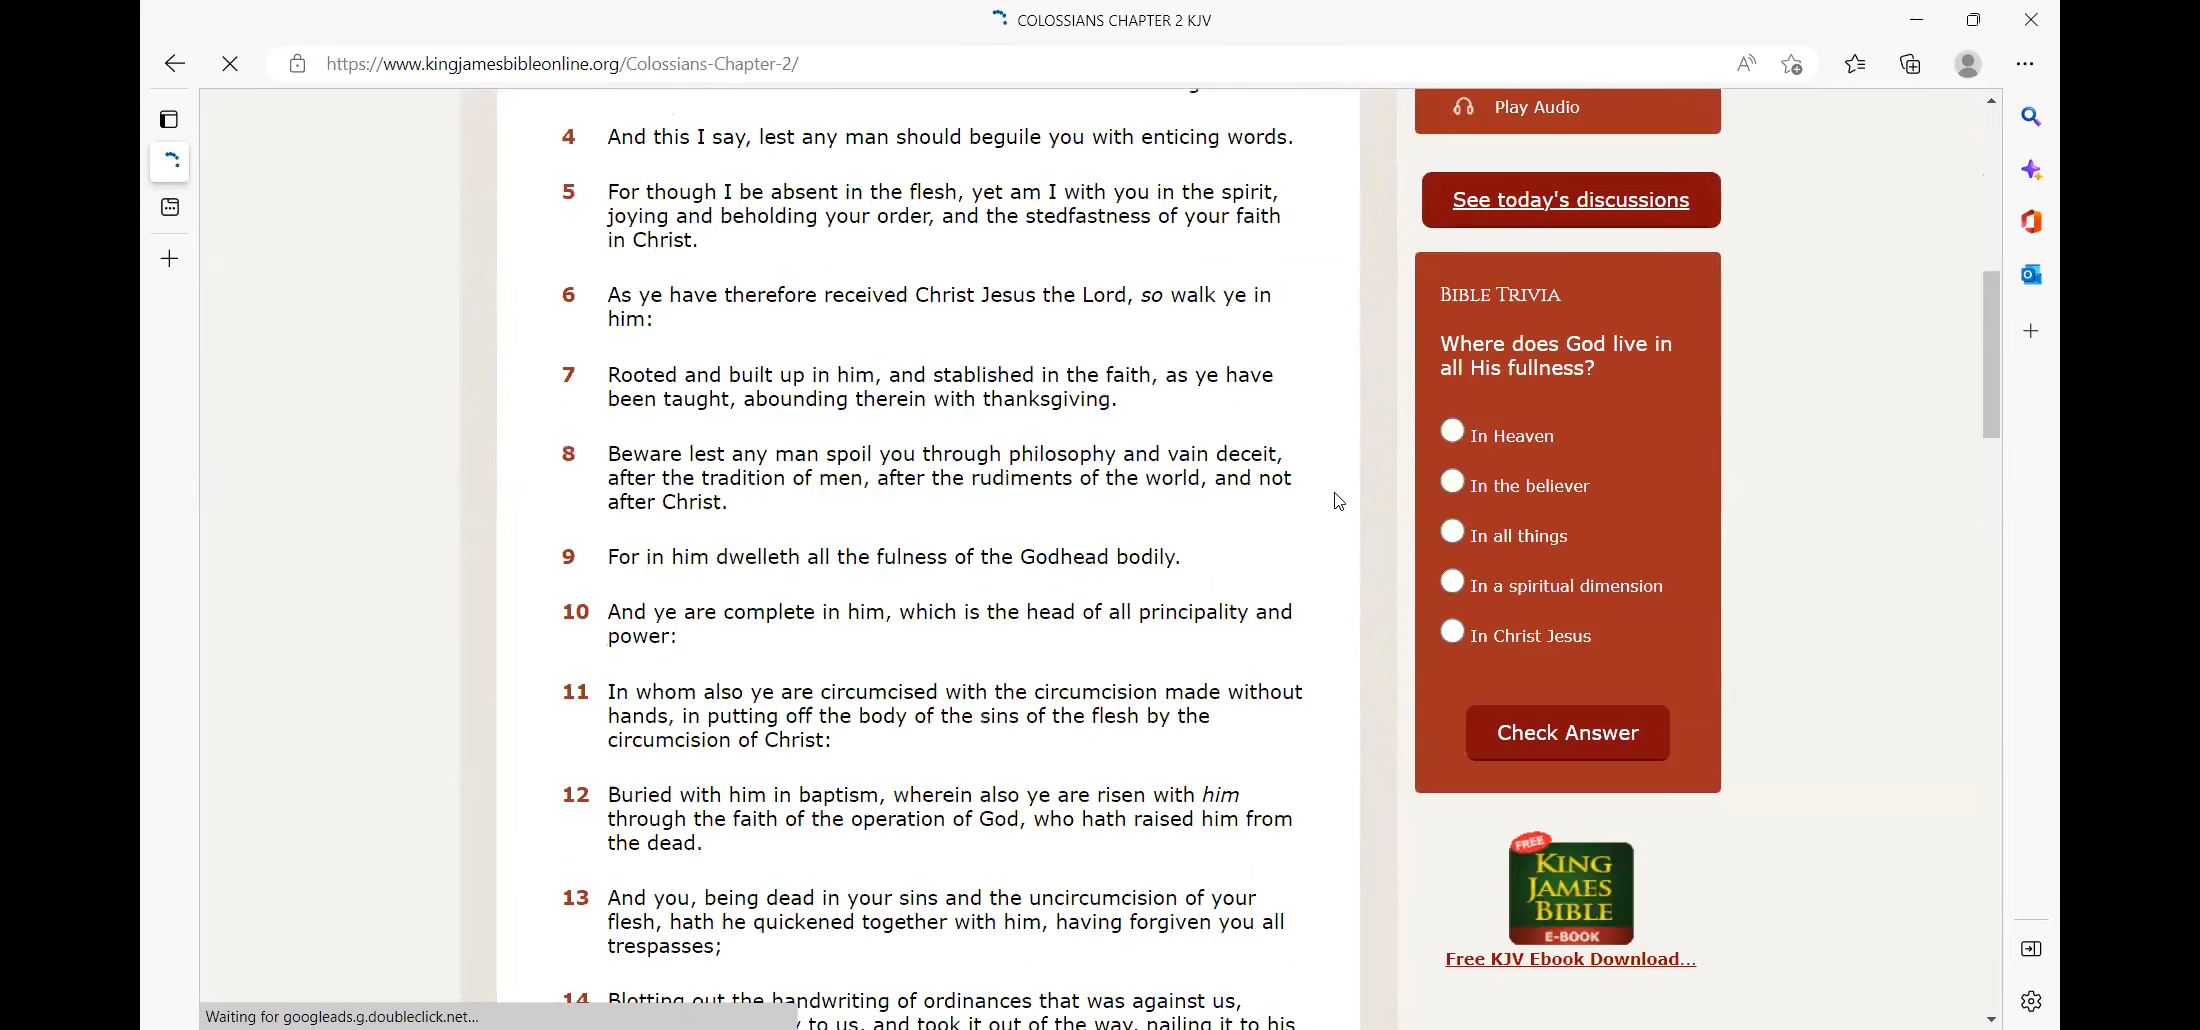 COLOSSIANS CHAPTER 2 KJV
https://www.kingjamesbibleonline.org/Colossians-Chapter-2/
4 And this I say, lest any man should beguile you with enticing words.
5 For though I be absent in the flesh, yet am I with you in the spirit,
joying and beholding your order, and the stedfastness of your faith
in Christ.
6 As ye have therefore received Christ Jesus the Lord, so walk ye in
him:
7 Rooted and built up in him, and stablished in the faith, as ye have
been taught, abounding therein with thanksgiving.
8 Beware lest any man spoil you through philosophy and vain deceit,
after the tradition of men, after the rudiments of the world, and not
after Christ.
9 For in him dwelleth all the fulness of the Godhead bodily.
10 And ye are complete in him, which is the head of all principality and
power:
11 In whom also ye are circumcised with the circumcision made without
hands, in putting off the body of the sins of the flesh by the
circumcision of Christ:
12 Buried with him in baptism, wherein also ye are risen with him
through the faith of the operation of God, who hath raised him from
the dead.
13 And you, being dead in your sins and the uncircumcision of your
flesh, hath he quickened together with him, having forgiven you all
trespasses;
14 Blotting out the handwriting of ordinances that was against us,
to us, and took it out of the way, nailing it to his
Waiting for googleads.g.doubleclick.net...
Play Audio
See today's discussions
BIBLE TRIVIA
Where does God live in
all His fullness?
In Heaven
In the believer
In all things
In a spiritual dimension
In Christ Jesus
Check Answer
FREE
KING
JAMES
BIBLE
E-BOOK
Free KJV Ebook Download...